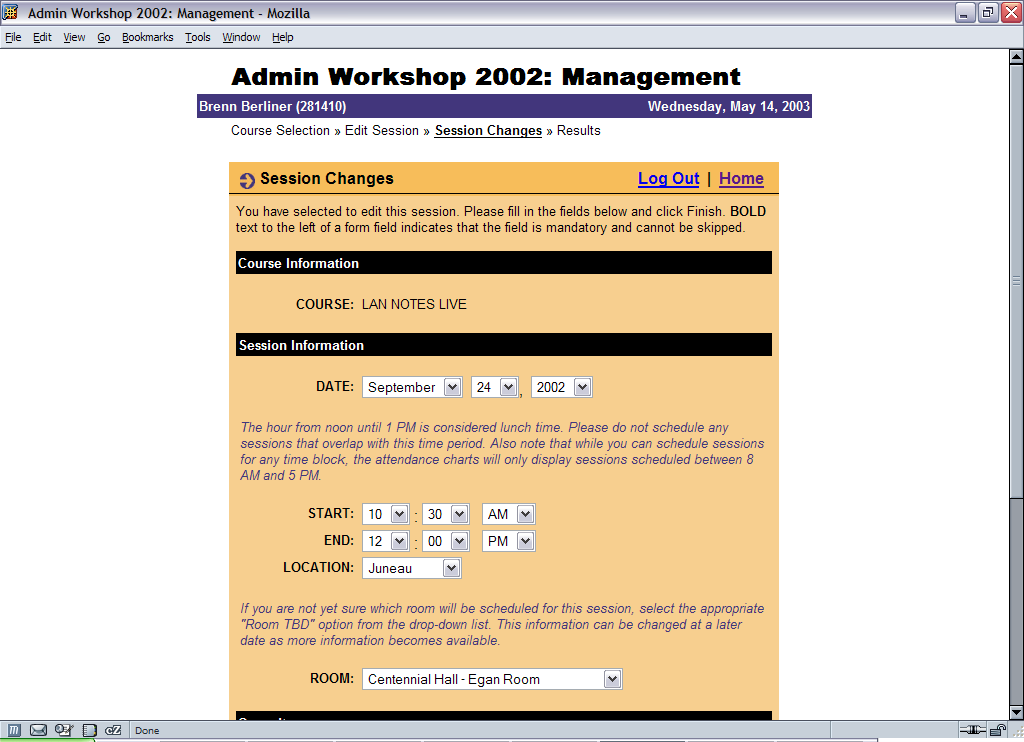 Admin Workshop 2002: Management - Mozilla
File Edit View Go Bookmarks Tools Window Help
Admin Workshop 2002: Management
Brenn Berliner (281410) Wednesday, May 14, 2003
Course Selection » Edit Session » Session Changes » Results
Session Changes Log Out | Home
You have selected to edit this session. Please fill in the fields below and click Finish. BOLD
text to the left of a form field indicates that the field is mandatory and cannot be skipped.
Course Information
COURSE: LAN NOTES LIVE
Session Information
DATE: September 24 , 2002
The hour from noon until 1 PM is considered lunch time. Please do not schedule any
sessions that overlap with this time period. Also note that while you can schedule sessions
for any time block, the attendance charts will only display sessions scheduled between 8
AM and 5 PM.
START: 10 : 30 AM
END: 12 : 00 PM
LOCATION: Juneau
If you are not yet sure which room will be scheduled for this session, select the appropriate
"Room TBD" option from the drop-down list. This information can be changed at a later
date as more information becomes available.
ROOM: Centennial Hall - Egan Room
Done